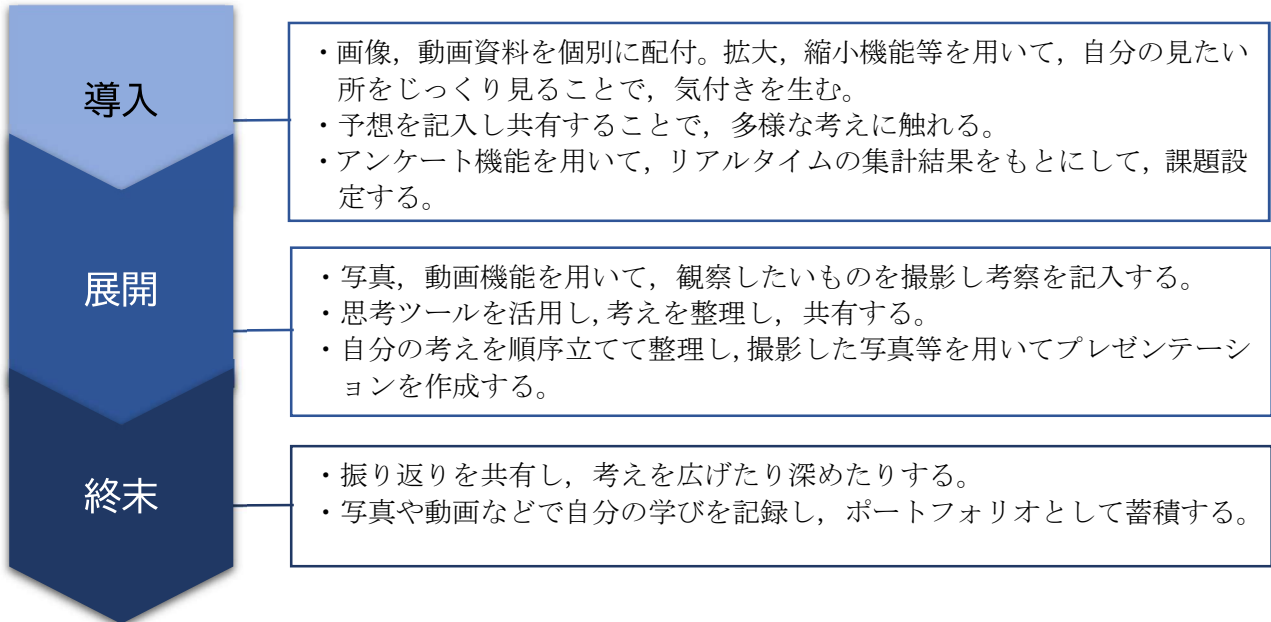 導入
・画像，動画資料を個別に配付。拡大，縮小機能等を用いて，自分の見たい
所をじっくり見ることで，気付きを生む。
・予想を記入し共有することで，多様な考えに触れる。
・アンケート機能を用いて，リアルタイムの集計結果をもとにして，課題設
定する。
展開
・写真，動画機能を用いて，観察したいものを撮影し考察を記入する。
・思考ツールを活用し,考えを整理し，共有する。
・自分の考えを順序立てて整理し,撮影した写真等を用いてプレゼンテーシ
ョンを作成する。
終末
・振り返りを共有し，考えを広げたり深めたりする。
・写真や動画などで自分の学びを記録し，ポートフォリオとして蓄積する。